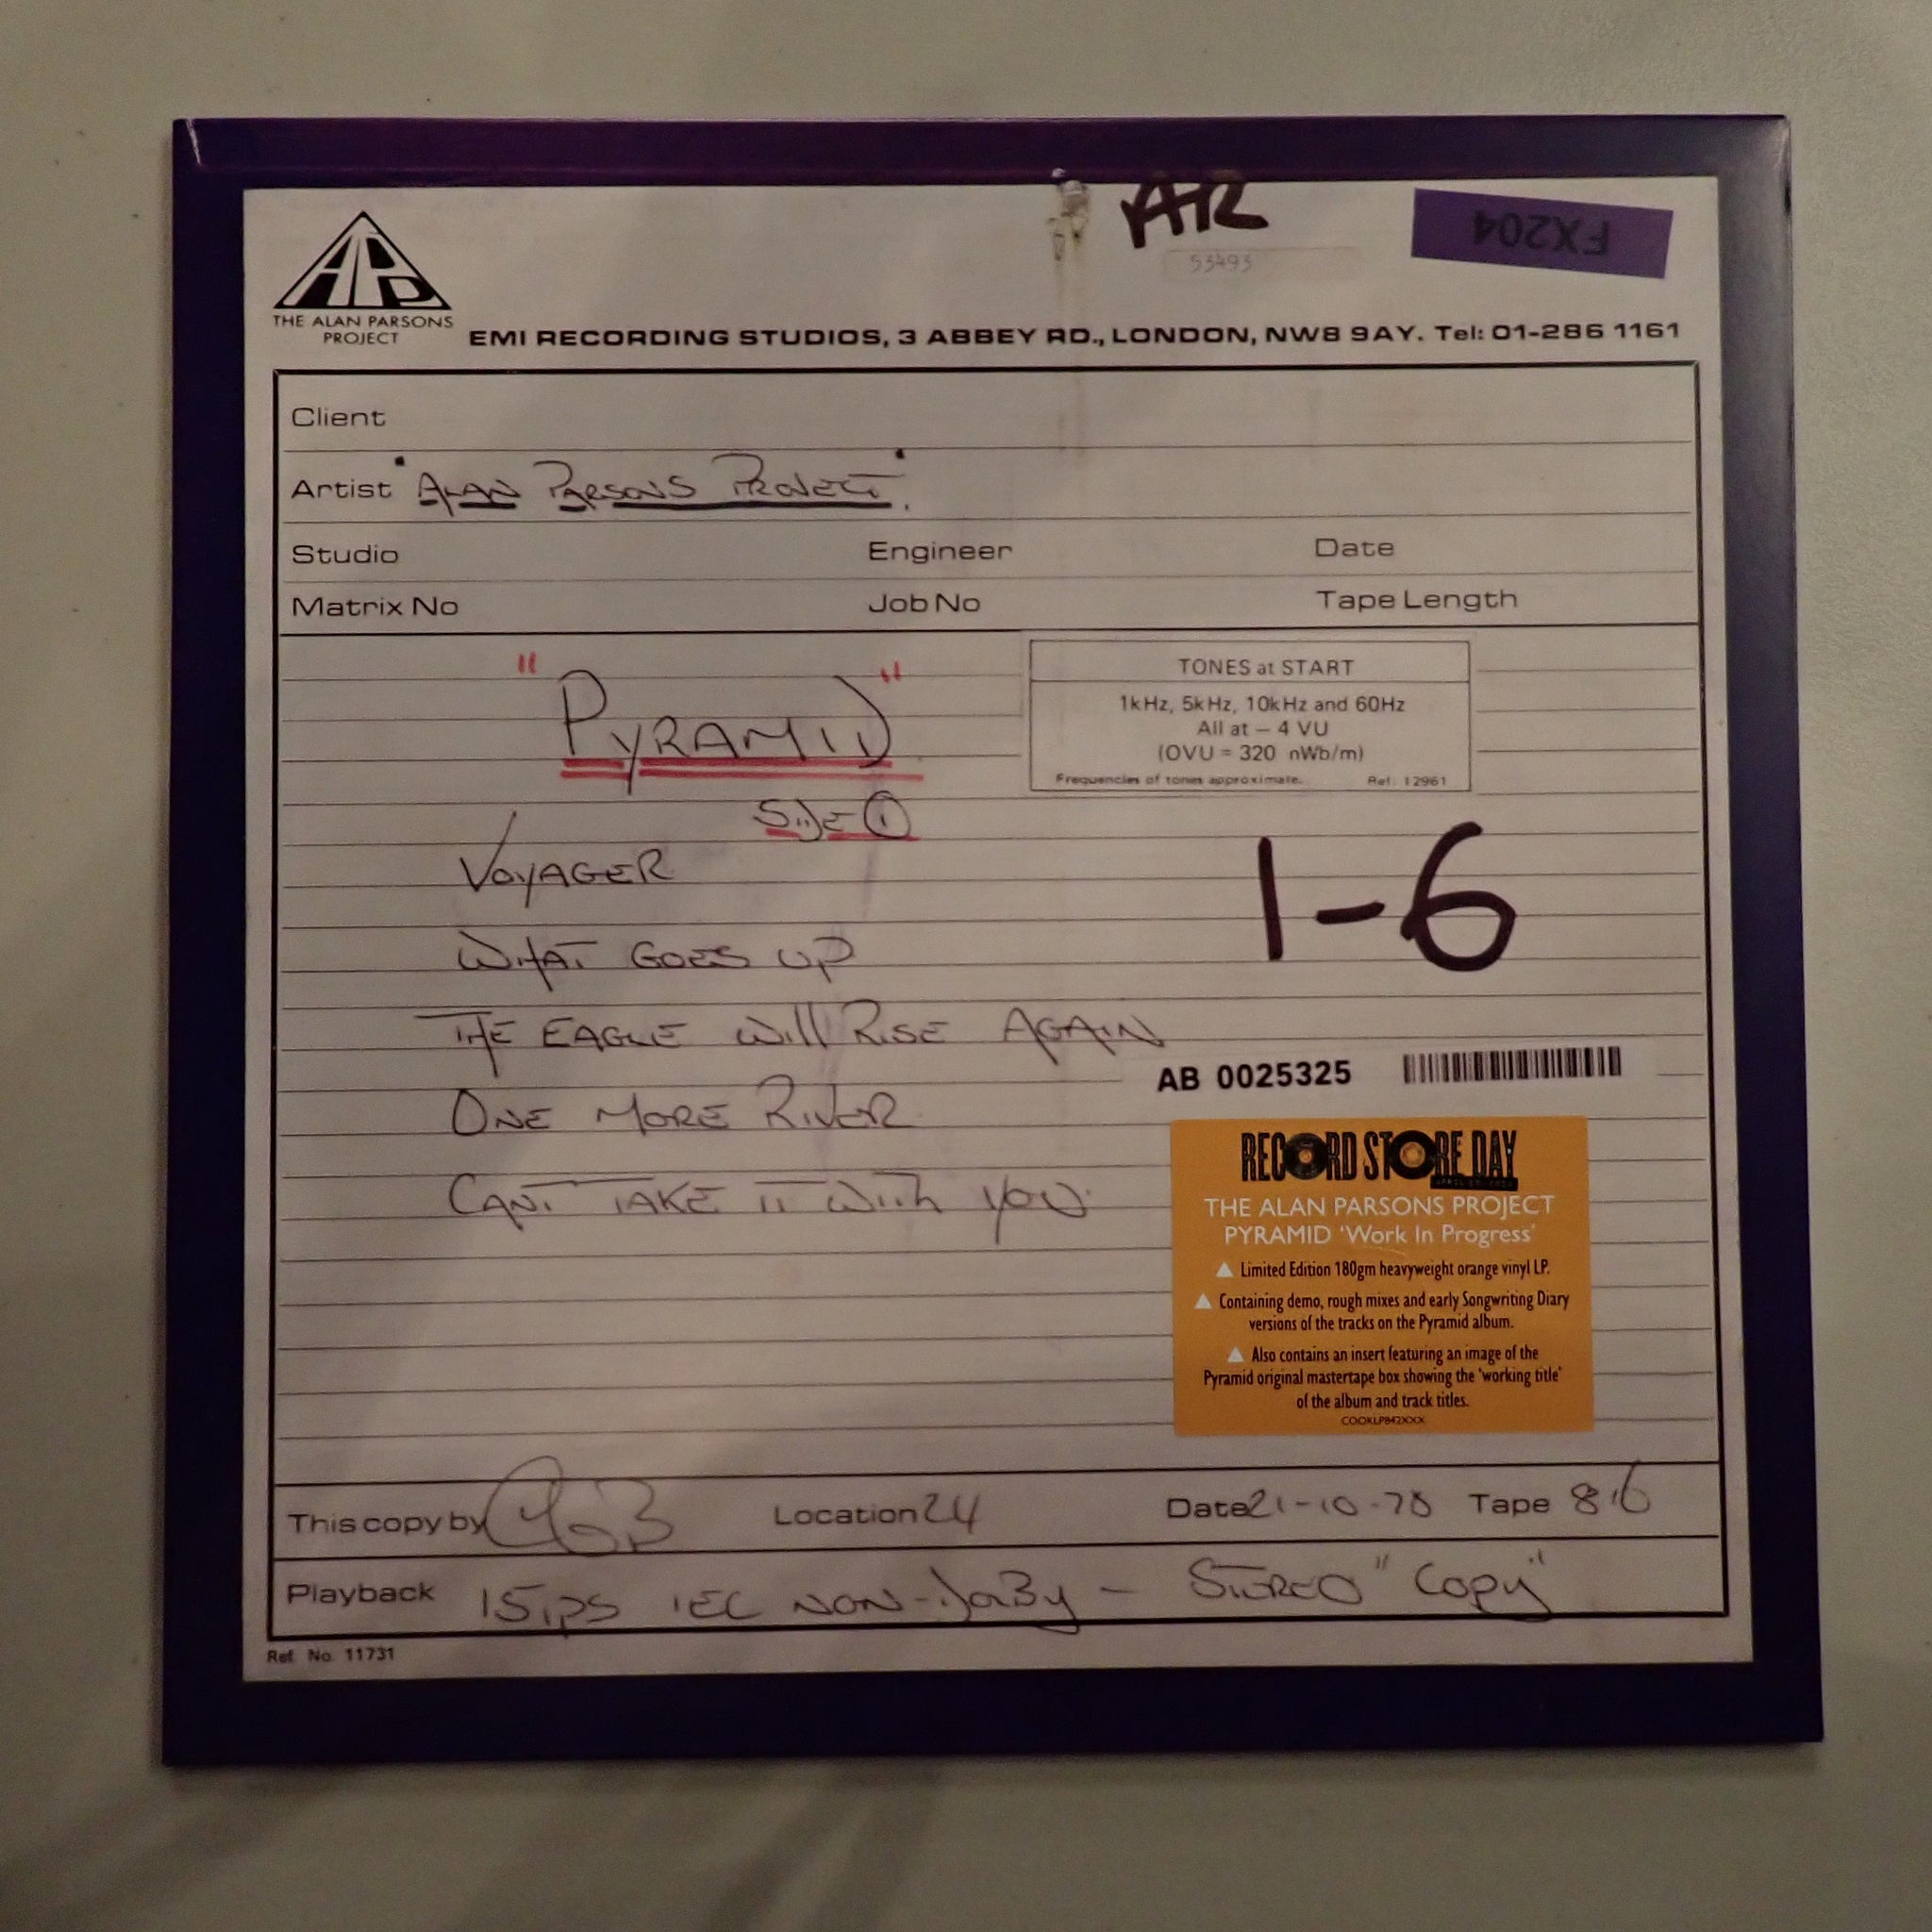 AR
FX204
53493
APP
THE ALAN PARSONS
PROJECT
EMI RECORDING STUDIOS, 3 ABBEY RD., LONDON, NW8 9AY. Tel: 01-286 1161
Client
Artist "ALAN PARSONS PROJECT".
Studio Engineer Date
Matrix No Job No Tape Length
"PYRAMID"
SIDE 1
TONES at START
1kHz, 5kHz, 10kHz and 60Hz
All at – 4 VU
(OVU = 320 nWb/m)
Frequencies of tones approximate. Ref: 12961
1-6
VOYAGER
WHAT GOES UP
THE EAGLE WILL RISE AGAIN
ONE MORE RIVER
CAN'T TAKE IT WITH YOU
AB 0025325
RECORD STORE DAY
THE ALAN PARSONS PROJECT
PYRAMID 'Work In Progress'
Limited Edition 180gm heavyweight orange vinyl LP.
Containing demo, rough mixes and early Songwriting Diary
versions of the tracks on the Pyramid album.
Also contains an insert featuring an image of the
Pyramid original mastertape box showing the 'working title'
of the album and track titles.
COOKLP842XXX
This copy by Location 24 Date 21-10-78 Tape 816
Playback 15ips IEC NON-DOLBY – STEREO "COPY"
Ref. No. 11731